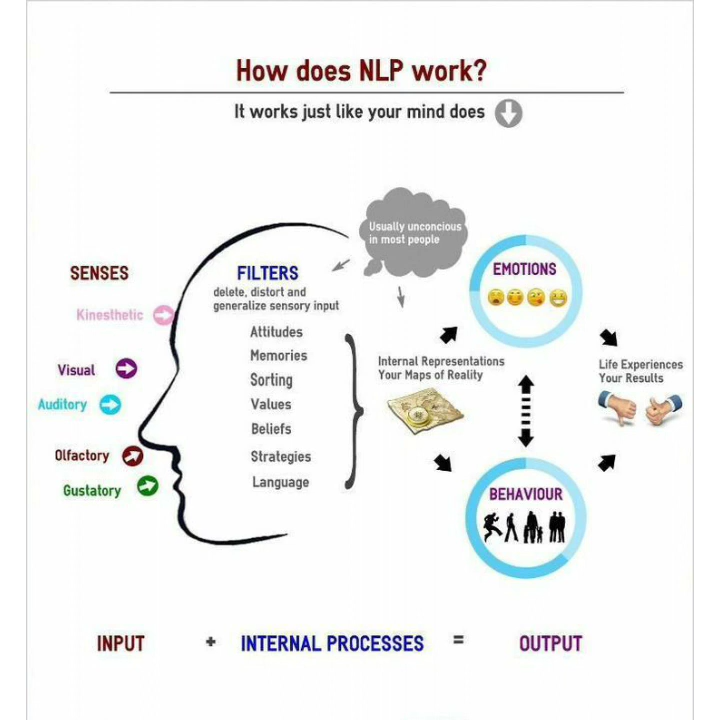 How does NLP work?
It works just like your mind does
Usually unconcious
in most people
SENSES
Kinesthetic
Visual
Auditory
Olfactory
Gustatory
FILTERS
delete, distort and
generalize sensory input
Attitudes
Memories
Sorting
Values
Beliefs
Strategies
Language
Internal Representations
Your Maps of Reality
EMOTIONS
BEHAVIOUR
Life Experiences
Your Results
INPUT + INTERNAL PROCESSES = OUTPUT